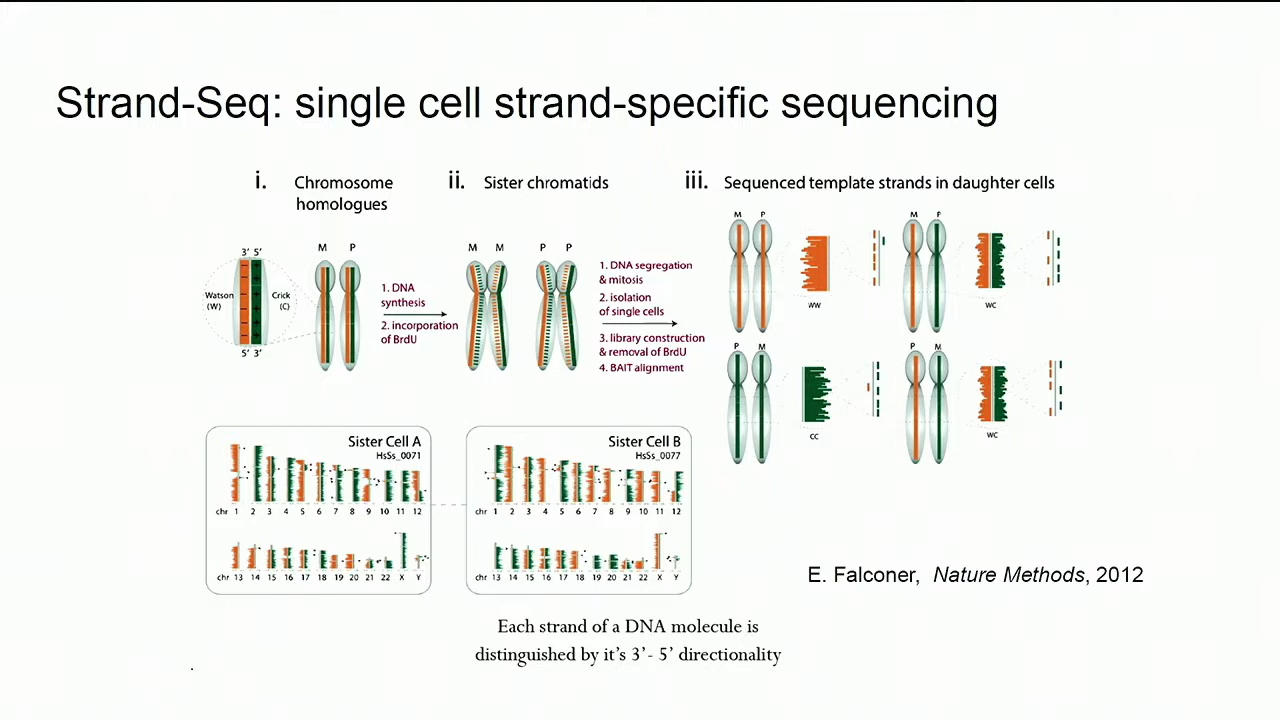 Strand-Seq: single cell strand-specific sequencing
i. Chromosome
homologues
ii. Sister chromatids
iii. Sequenced template strands in daughter cells
3' 5'
Watson
(W)
Crick
(C)
5' 3'
M P
1. DNA
synthesis
2. incorporation
of BrdU
M M P P
1. DNA segregation
& mitosis
2. isolation
of single cells
3. library construction
& removal of BrdU
4. BAIT alignment
M P
WW
M P
WC
P M
CC
P M
WC
Sister Cell A
HsSs_0071
chr 1 2 3 4 5 6 7 8 9 10 11 12
chr 13 14 15 16 17 18 19 20 21 22 X Y
Sister Cell B
HsSs_0077
chr 1 2 3 4 5 6 7 8 9 10 11 12
chr 13 14 15 16 17 18 19 20 21 22 X Y
E. Falconer, Nature Methods, 2012
Each strand of a DNA molecule is
distinguished by it's 3'- 5' directionality